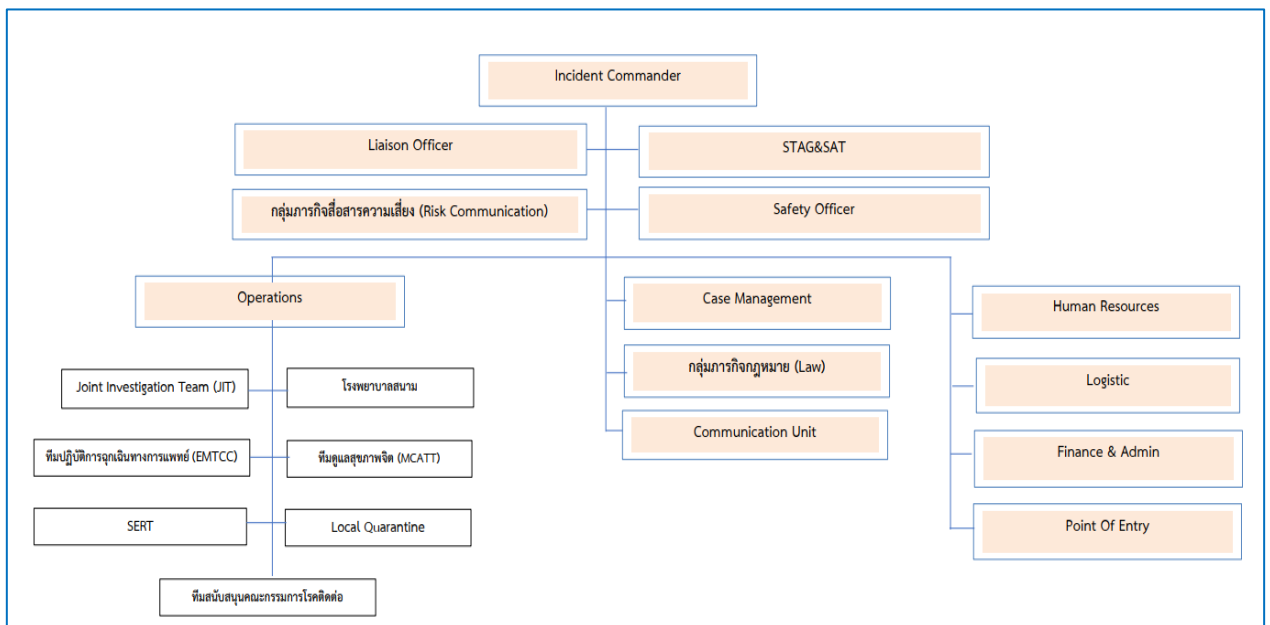 Incident Commander
Liaison Officer
STAG&SAT
กลุ่มภารกิจสื่อสารความเสี่ยง (Risk Communication)
Safety Officer
Operations
Case Management
Human Resources
Joint Investigation Team (JIT)
โรงพยาบาลสนาม
กลุ่มภารกิจกฎหมาย (Law)
Logistic
ทีมปฏิบัติการฉุกเฉินทางการแพทย์ (EMTCC)
ทีมดูแลสุขภาพจิต (MCATT)
Communication Unit
Finance & Admin
SERT
Local Quarantine
Point Of Entry
ทีมสนับสนุนคณะกรรมการโรคติดต่อ